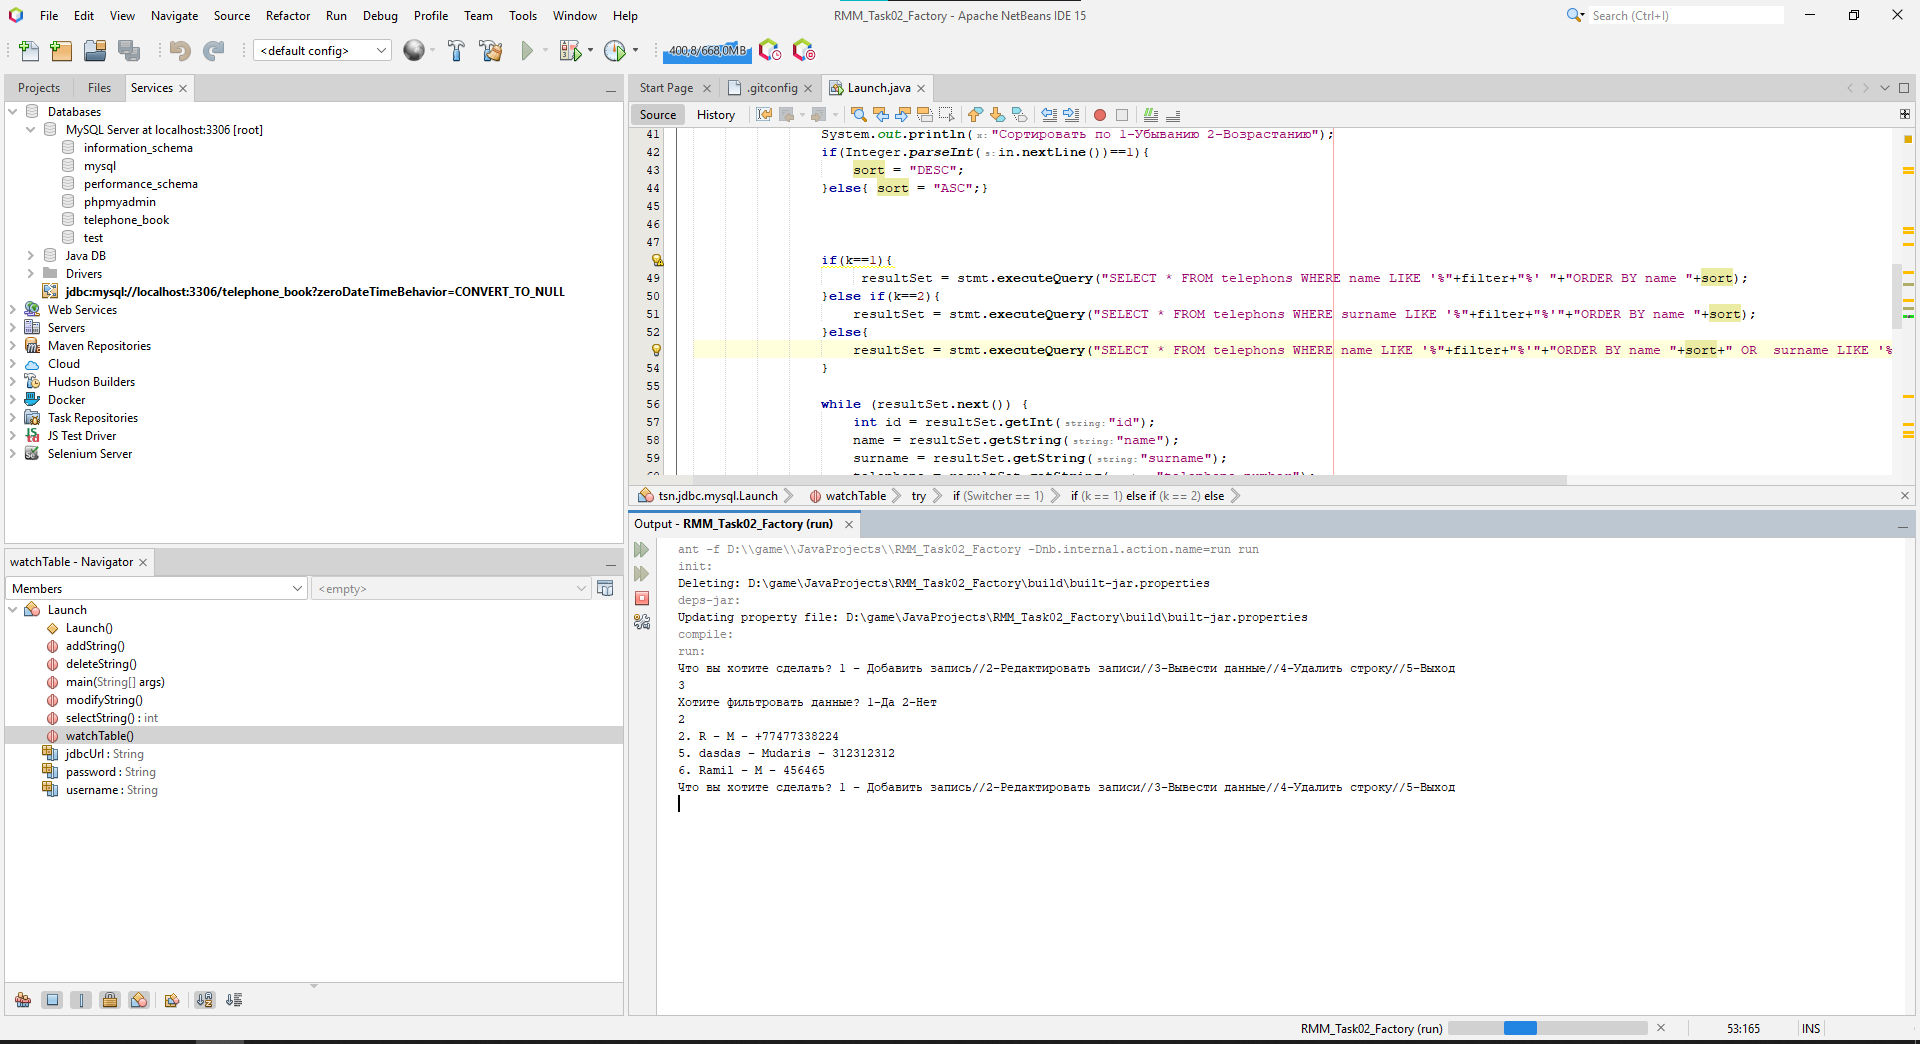 File Edit View Navigate Source Refactor Run Debug Profile Team Tools Window Help
RMM_Task02_Factory - Apache NetBeans IDE 15
Search (Ctrl+I)
<default config>
400,8/668,0MB
Projects Files Services
Databases
MySQL Server at localhost:3306 [root]
information_schema
mysql
performance_schema
phpmyadmin
telephone_book
test
Java DB
Drivers
jdbc:mysql://localhost:3306/telephone_book?zeroDateTimeBehavior=CONVERT_TO_NULL
Web Services
Servers
Maven Repositories
Cloud
Hudson Builders
Docker
Task Repositories
JS Test Driver
Selenium Server
watchTable - Navigator
Members
<empty>
Launch
Launch()
addString()
deleteString()
main(String[] args)
modifyString()
selectString() : int
watchTable()
jdbcUrl : String
password : String
username : String
Start Page .gitconfig Launch.java
Source History
41 System.out.println( x: "Сортировать по 1-Убыванию 2-Возрастанию");
42 if(Integer.parseInt( s: in.nextLine())==1){
43 sort = "DESC";
44 }else{ sort = "ASC";}
45
46
47
if(k==1){
49 resultSet = stmt.executeQuery("SELECT * FROM telephons WHERE name LIKE '%"+filter+"%' "+"ORDER BY name "+sort);
50 }else if(k==2){
51 resultSet = stmt.executeQuery("SELECT * FROM telephons WHERE surname LIKE '%"+filter+"%'"+"ORDER BY name "+sort);
52 }else{
resultSet = stmt.executeQuery("SELECT * FROM telephons WHERE name LIKE '%"+filter+"%'"+"ORDER BY name "+sort+" OR  surname LIKE '%
54 }
55
56 while (resultSet.next()) {
57 int id = resultSet.getInt( string: "id");
58 name = resultSet.getString( string: "name");
59 surname = resultSet.getString( string: "surname");
tsn.jdbc.mysql.Launch watchTable try if (Switcher == 1) if (k == 1) else if (k == 2) else
Output - RMM_Task02_Factory (run)
ant -f D:\\game\\JavaProjects\\RMM_Task02_Factory -Dnb.internal.action.name=run run
init:
Deleting: D:\game\JavaProjects\RMM_Task02_Factory\build\built-jar.properties
deps-jar:
Updating property file: D:\game\JavaProjects\RMM_Task02_Factory\build\built-jar.properties
compile:
run:
Что вы хотите сделать? 1 - Добавить запись//2-Редактировать записи//3-Вывести данные//4-Удалить строку//5-Выход
3
Хотите фильтровать данные? 1-Да 2-Нет
2
2. R - M - +77477338224
5. dasdas - Mudaris - 312312312
6. Ramil - M - 456465
Что вы хотите сделать? 1 - Добавить запись//2-Редактировать записи//3-Вывести данные//4-Удалить строку//5-Выход
RMM_Task02_Factory (run)
53:165
INS